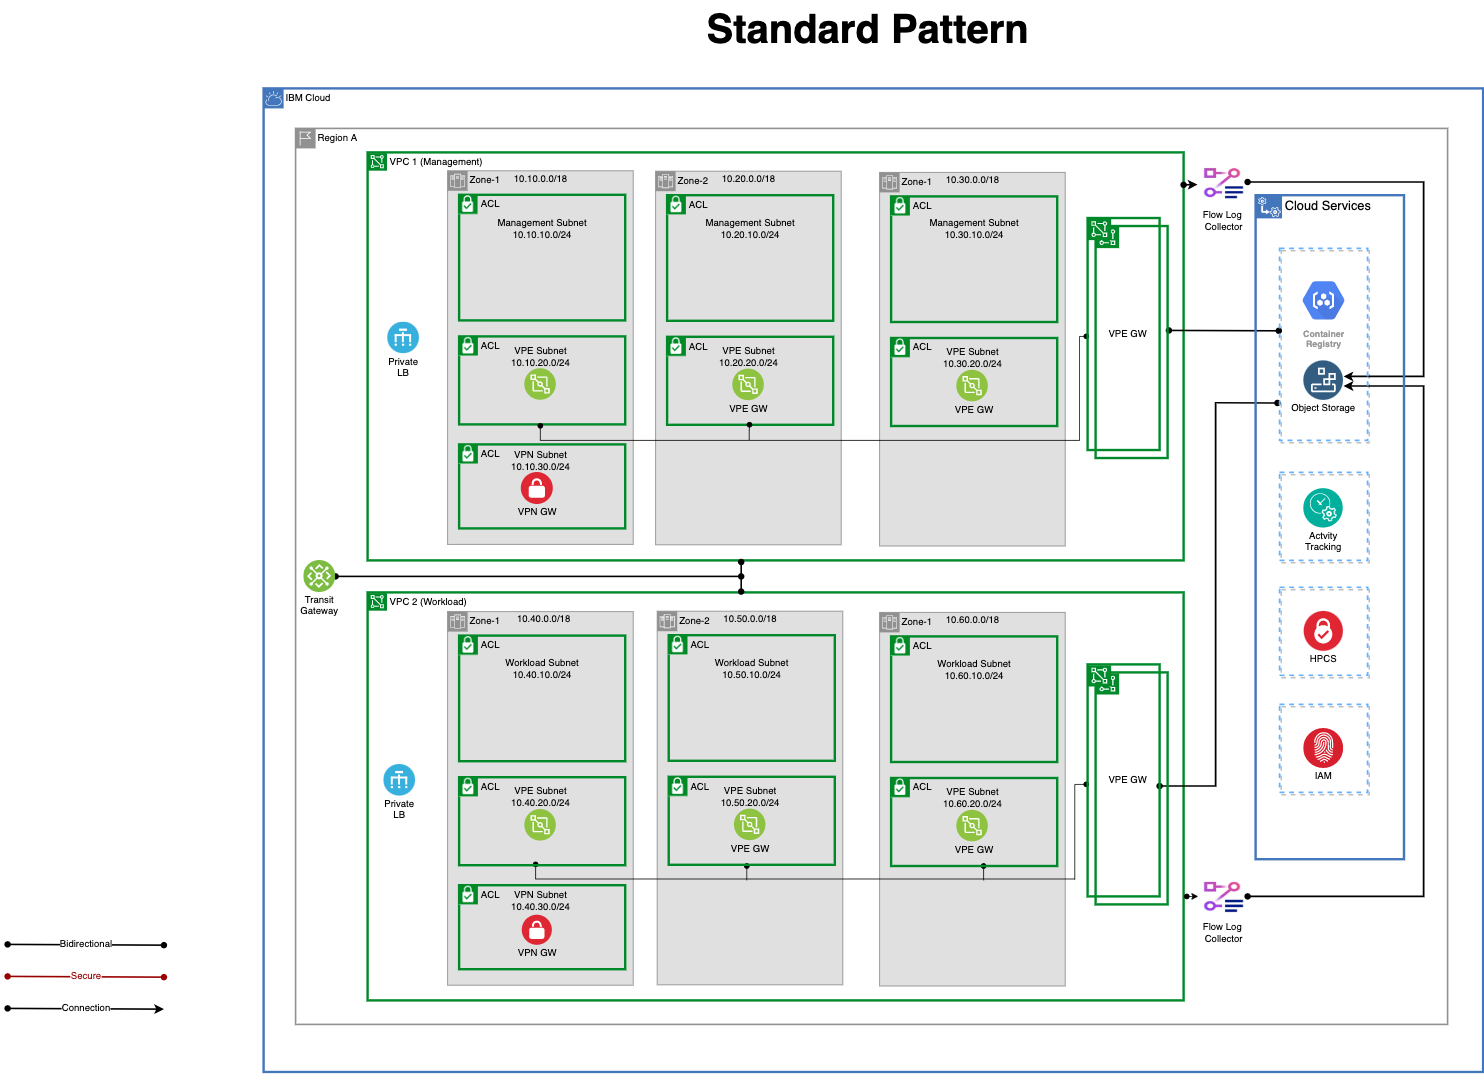 Standard Pattern
IBM Cloud
Region A
VPC 1 (Management)
Zone-1
10.10.0.0/18
ACL
Management Subnet
10.10.10.0/24
ACL
VPE Subnet
10.10.20.0/24
ACL
VPN Subnet
10.10.30.0/24
VPN GW
Zone-2
10.20.0.0/18
ACL
Management Subnet
10.20.10.0/24
ACL
VPE Subnet
10.20.20.0/24
VPE GW
Zone-1
10.30.0.0/18
ACL
Management Subnet
10.30.10.0/24
ACL
VPE Subnet
10.30.20.0/24
VPE GW
Private
LB
VPE GW
Flow Log
Collector
Cloud Services
Container
Registry
Object Storage
Actvity
Tracking
HPCS
IAM
Transit
Gateway
VPC 2 (Workload)
Zone-1
10.40.0.0/18
ACL
Workload Subnet
10.40.10.0/24
ACL
VPE Subnet
10.40.20.0/24
ACL
VPN Subnet
10.40.30.0/24
VPN GW
Zone-2
10.50.0.0/18
ACL
Workload Subnet
10.50.10.0/24
ACL
VPE Subnet
10.50.20.0/24
VPE GW
Zone-1
10.60.0.0/18
ACL
Workload Subnet
10.60.10.0/24
ACL
VPE Subnet
10.60.20.0/24
VPE GW
Private
LB
VPE GW
Flow Log
Collector
Bidirectional
Secure
Connection